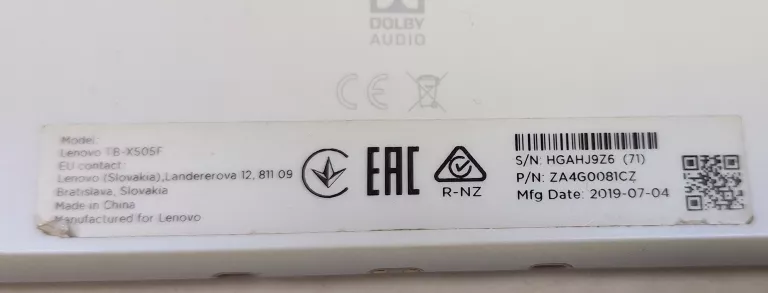 DOLBY
AUDIO
CE
Model:
Lenovo TB-X505F
EU contact:
Lenovo (Slovakia),Landererova 12, 811 09
Bratislava, Slovakia
Made in China
Manufactured for Lenovo
EAC
R-NZ
S/N: HGAHJ9Z6 (71)
P/N: ZA4G0081CZ
Mfg Date: 2019-07-04